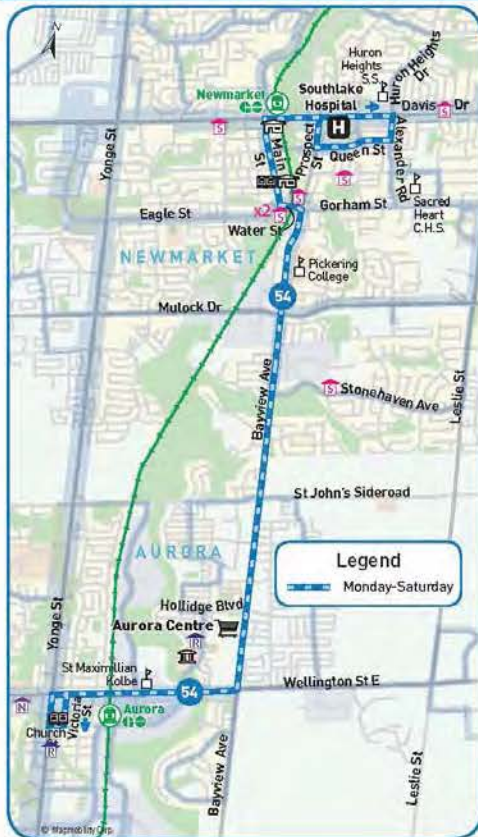 Huron
Heights
S.S.
Huron Heights
Dr
Newmarket
Southlake
Hospital
Davis Dr
S
H
Yonge St
Main
St
Prospect
St
Queen St
Alexander Rd
S
S
x2
S
Eagle St
Gorham St
Sacred
Heart
C.H.S.
Water St
NEWMARKET
Pickering
College
54
Mulock Dr
Bayview Ave
S
Stonehaven Ave
Leslie St
St John's Sideroad
AURORA
Legend
Monday-Saturday
Yonge St
Hollidge Blvd
Aurora Centre
R
St Maximillian
Kolbe
54
Wellington St E
N
Church
Victoria
St
Aurora
R
Bayview Ave
Leslie St
© Mapmobility Corp.